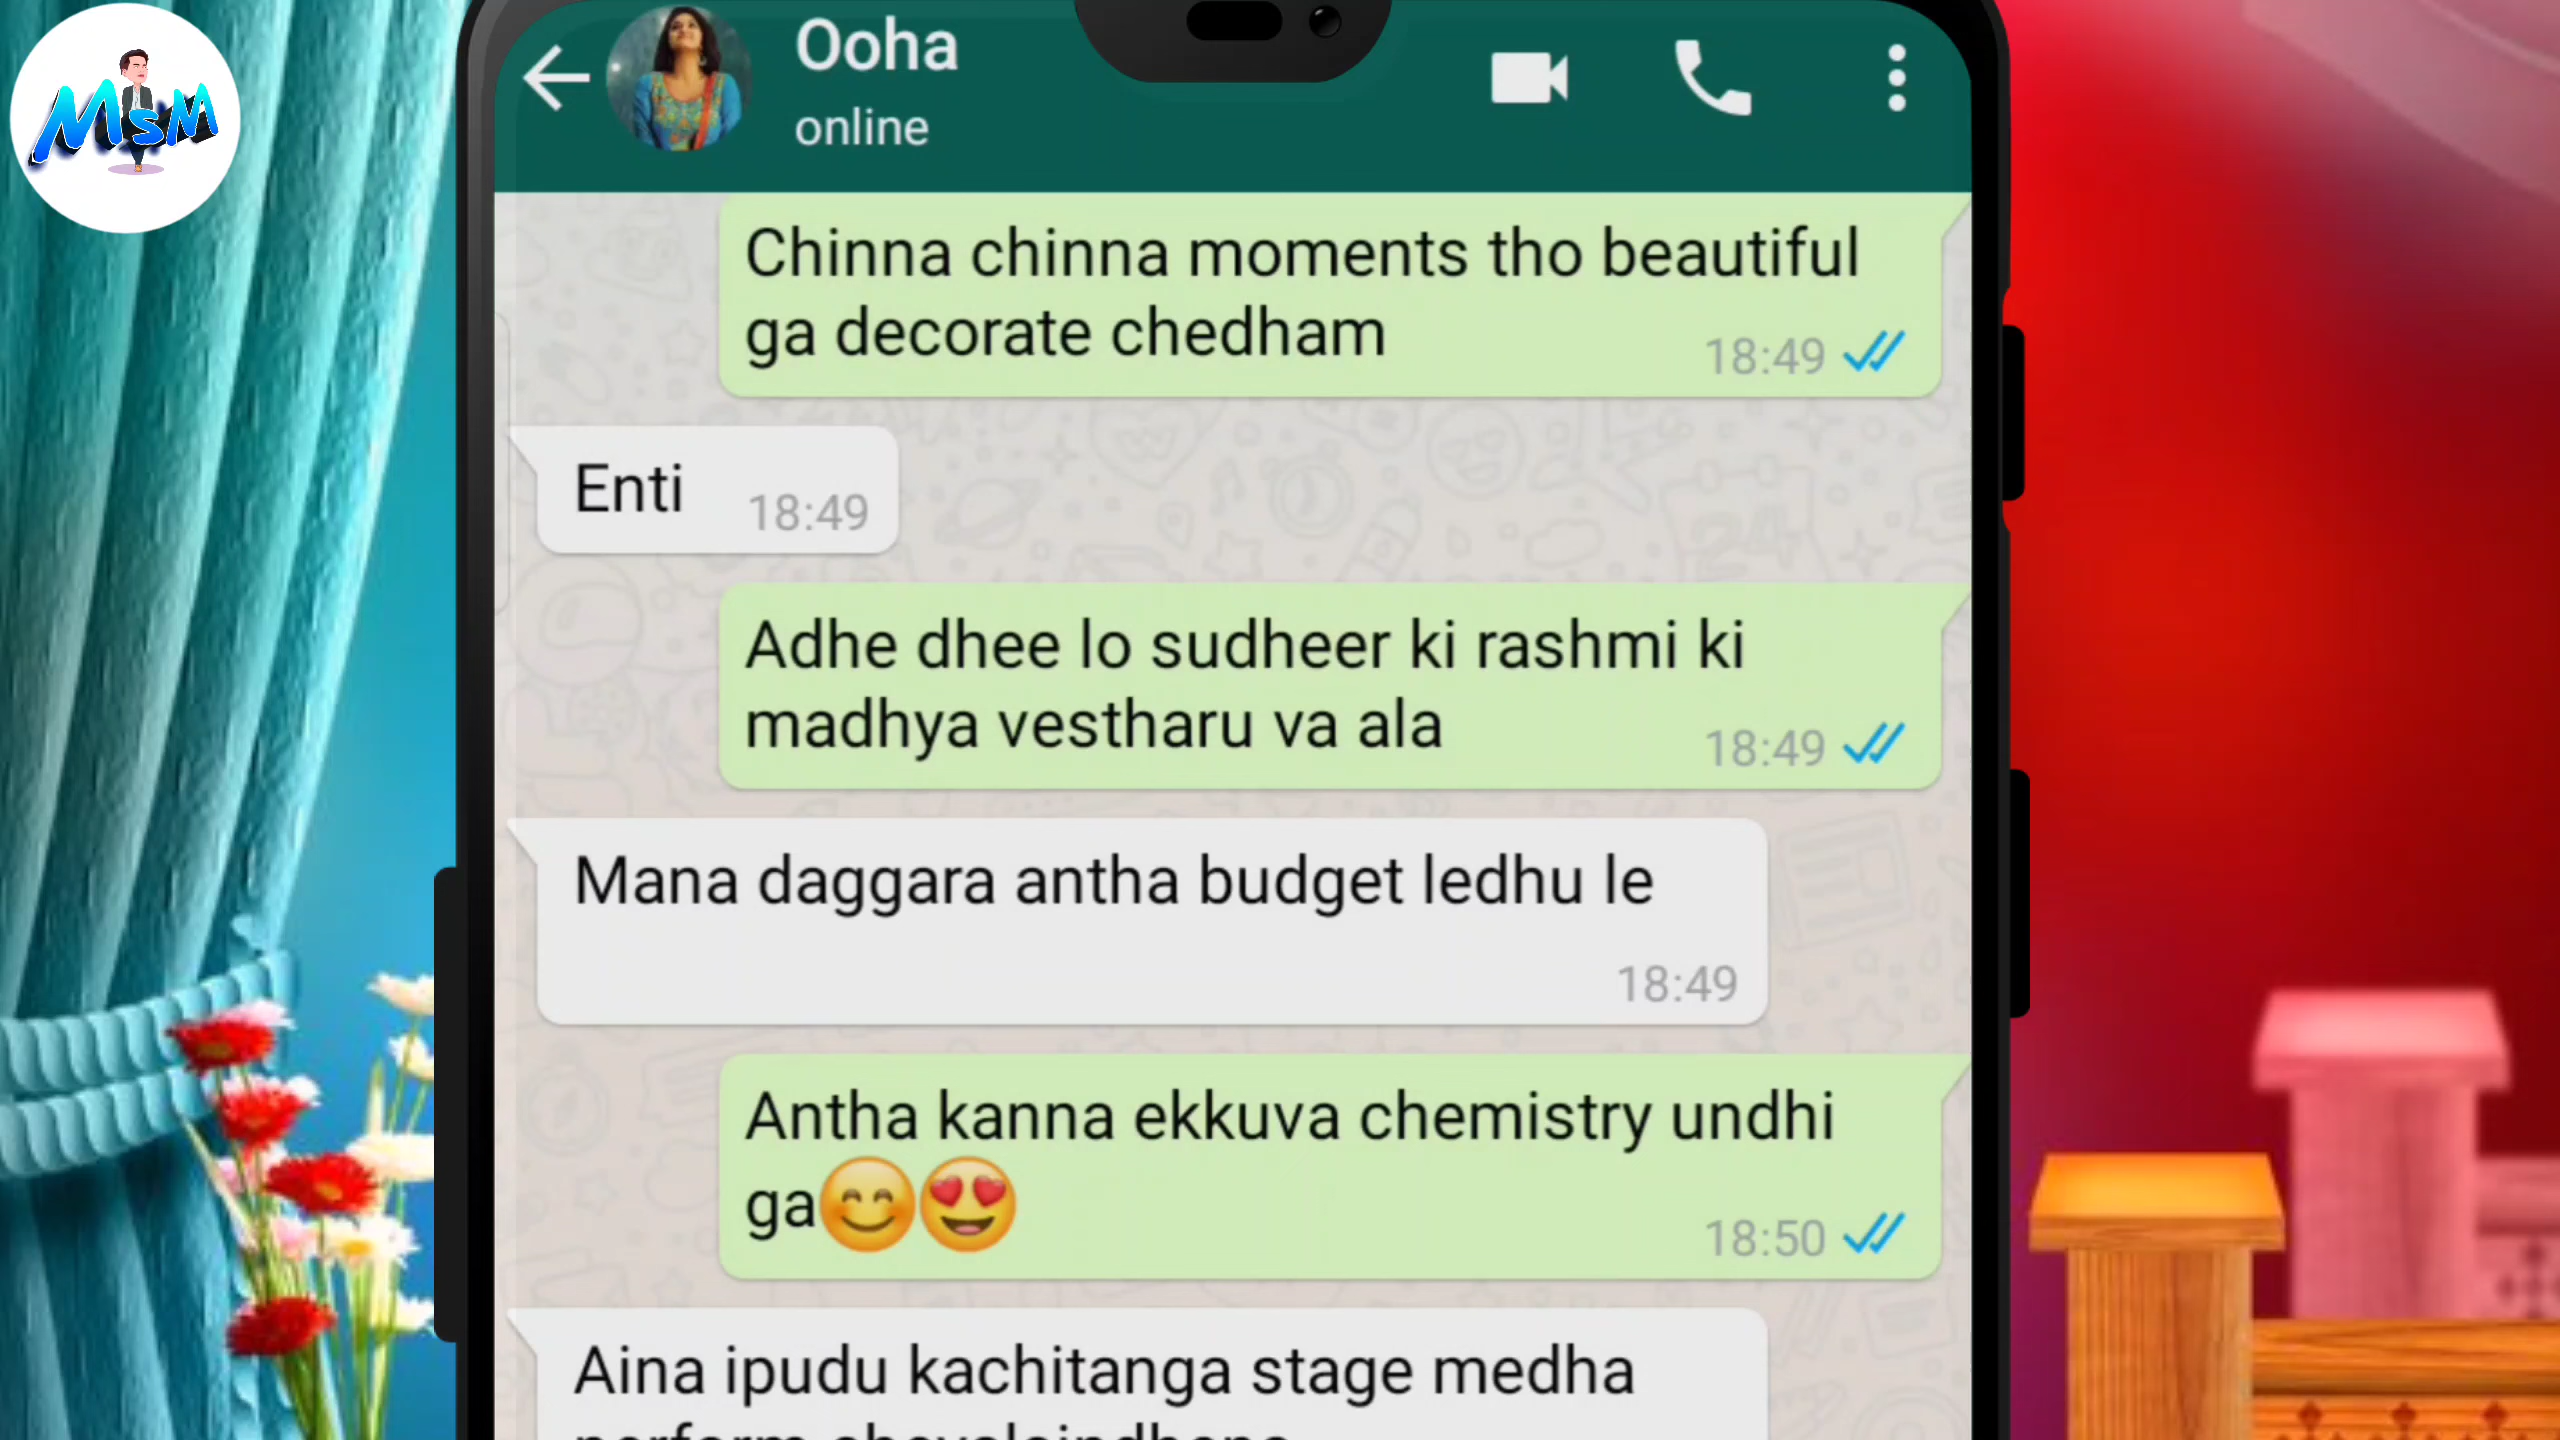 MSM
Ooha
online
Chinna chinna moments tho beautiful
ga decorate chedham
18:49
Enti
18:49
Adhe dhee lo sudheer ki rashmi ki
madhya vestharu va ala
18:49
Mana daggara antha budget ledhu le
18:49
Antha kanna ekkuva chemistry undhi
ga😊😍
18:50
Aina ipudu kachitanga stage medha